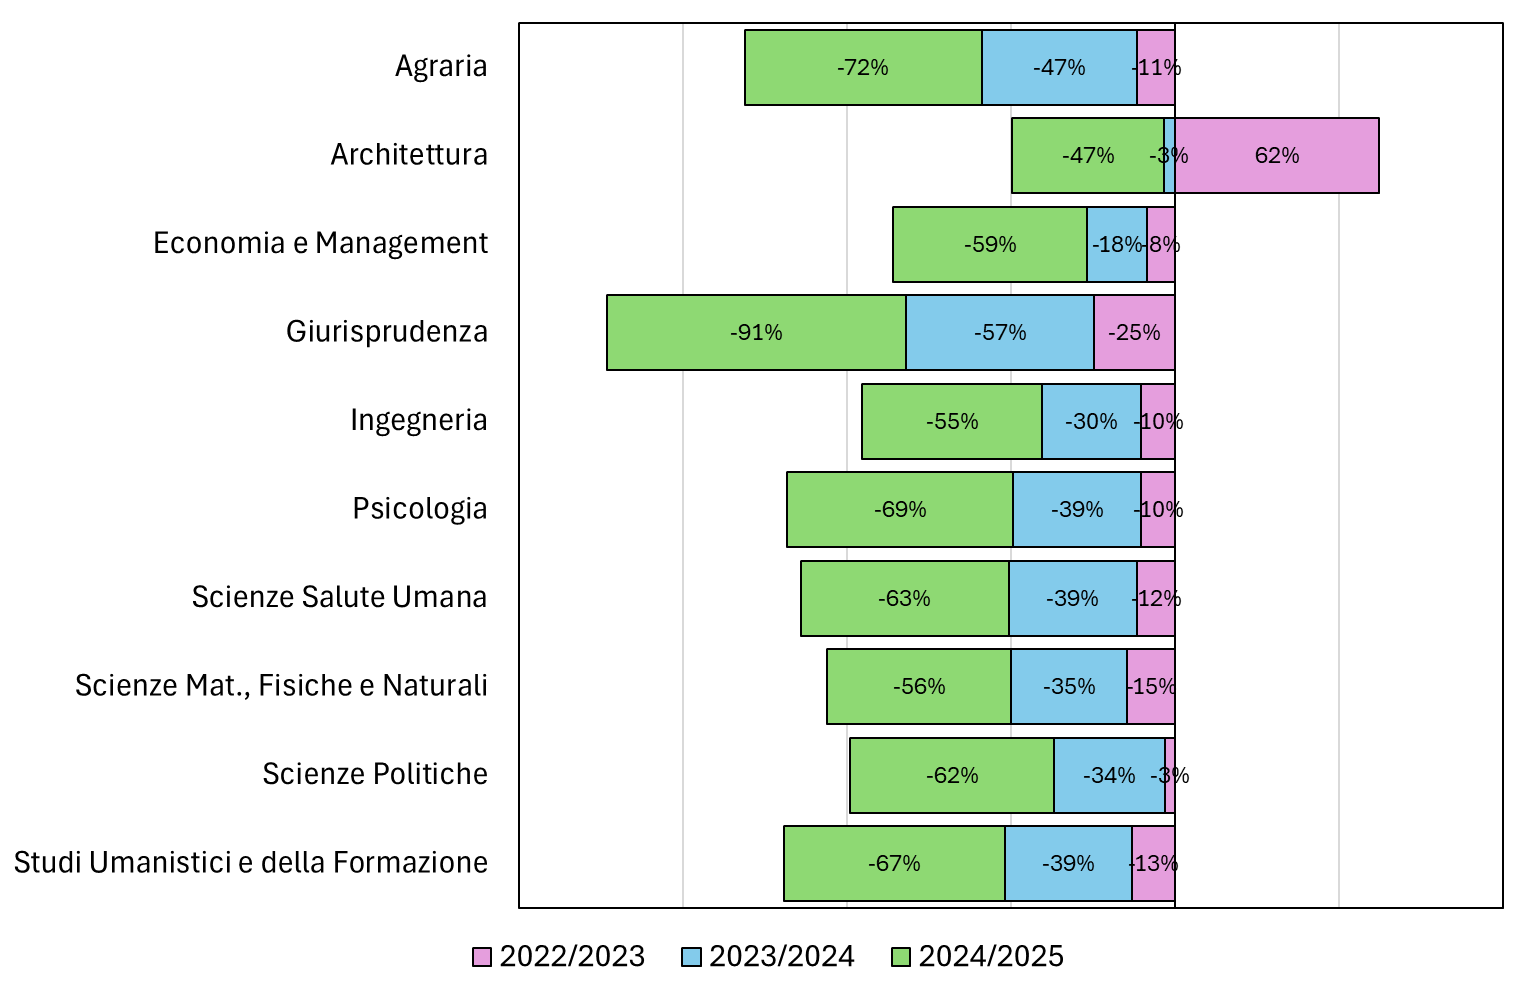 Agraria -72% -47% -11%
Architettura -47% -3% 62%
Economia e Management -59% -18% -8%
Giurisprudenza -91% -57% -25%
Ingegneria -55% -30% -10%
Psicologia -69% -39% -10%
Scienze Salute Umana -63% -39% -12%
Scienze Mat., Fisiche e Naturali -56% -35% -15%
Scienze Politiche -62% -34% -3%
Studi Umanistici e della Formazione -67% -39% -13%
2022/2023 2023/2024 2024/2025